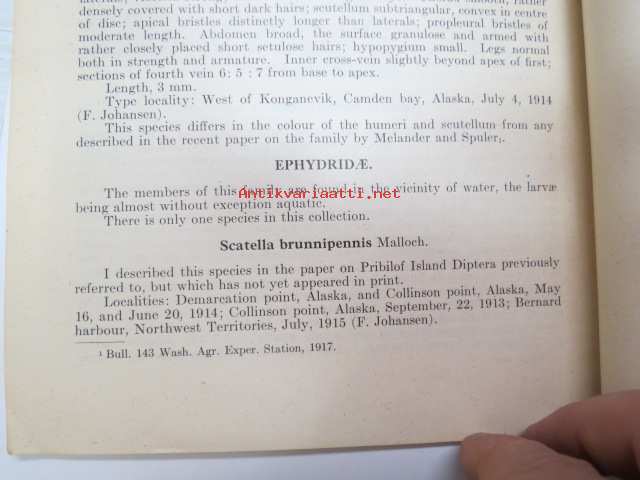 densely covered with short dark hairs; scutellum subtriangular, convex in centre
of disc; apical bristles distinctly longer than laterals; propleural bristles of
moderate length. Abdomen broad, the surface granulose and armed with
rather closely placed short setulose hairs; hypopygium small. Legs normal
both in strength and armature. Inner cross-vein slightly beyond apex of first;
sections of fourth vein 6: 5 : 7 from base to apex.
Length, 3 mm.
Type locality: West of Konganevik, Camden bay, Alaska, July 4, 1914
(F. Johansen).
This species differs in the colour of the humeri and scutellum from any
described in the recent paper on the family by Melander and Spuler₁.
EPHYDRIDÆ.
The members of this family are found in the vicinity of water, the larvæ
Antikvariaatti.net
being almost without exception aquatic.
There is only one species in this collection.
Scatella brunnipennis Malloch.
I described this species in the paper on Pribilof Island Diptera previously
referred to, but which has not yet appeared in print.
Localities: Demarcation point, Alaska, and Collinson point, Alaska, May
16, and June 20, 1914; Collinson point, Alaska, September, 22, 1913; Bernard
harbour, Northwest Territories, July, 1915 (F. Johansen).
¹ Bull. 143 Wash. Agr. Exper. Station, 1917.